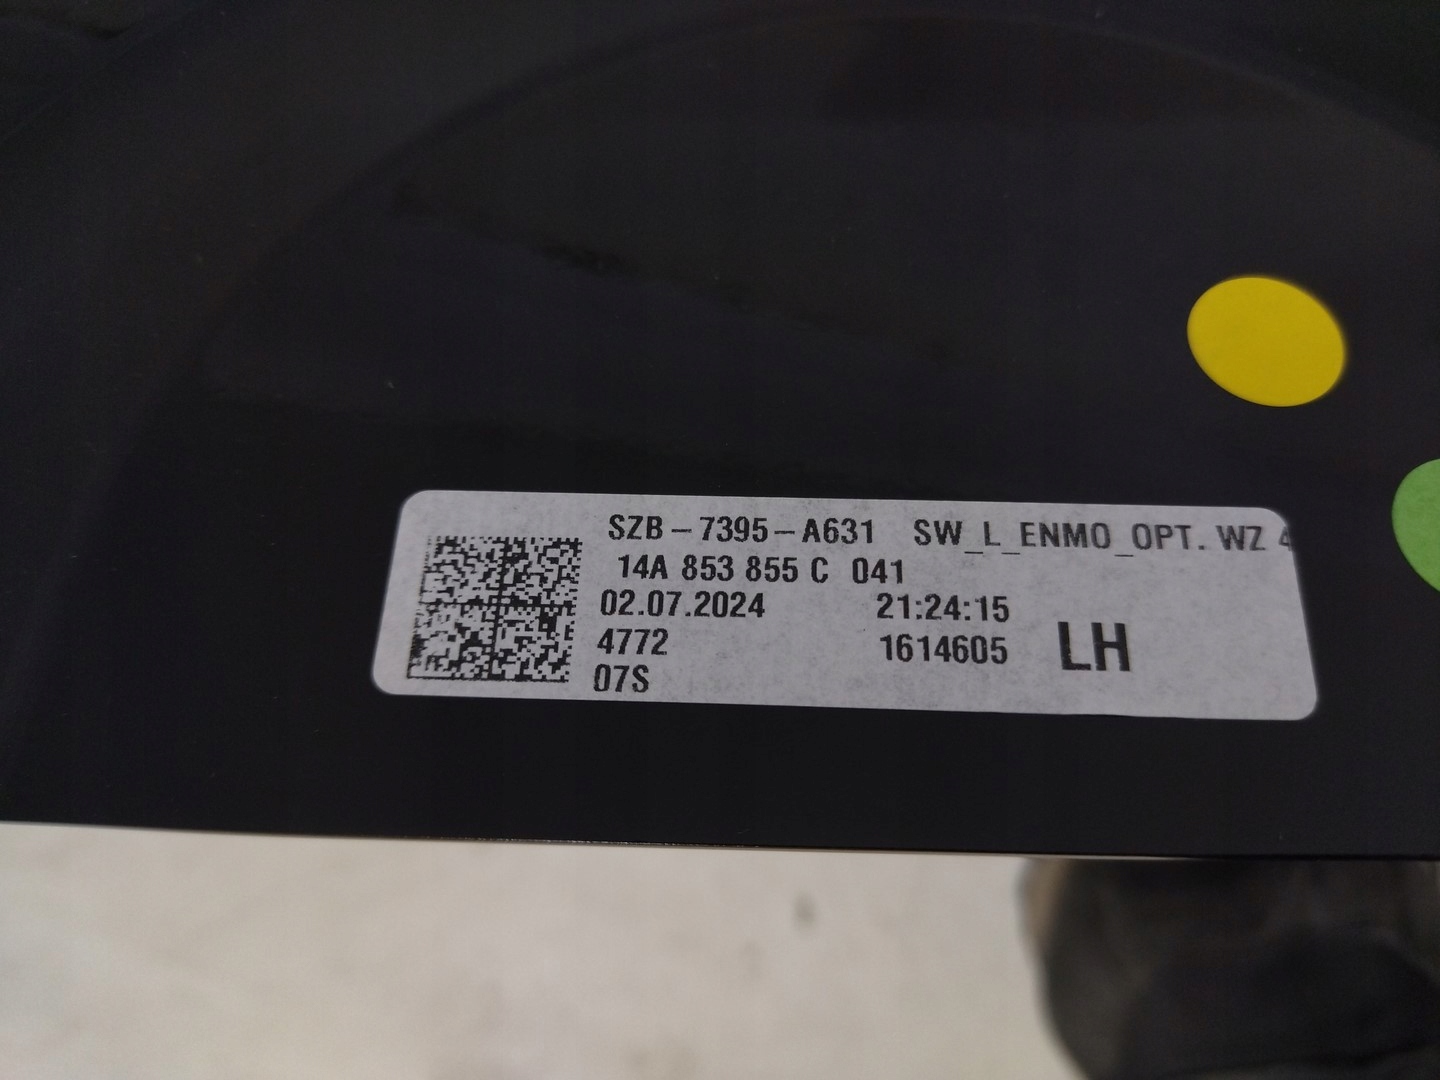 SZB-7395-A631 SW_L_ENMO_OPT. WZ 4
14A 853 855 C 041
02.07.2024 21:24:15
4772 1614605 LH
07S